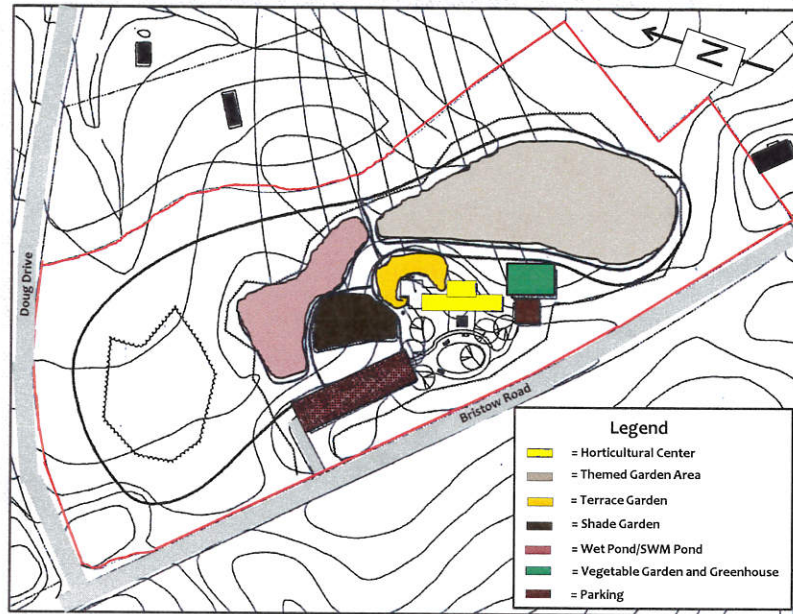 N
Doug Drive
Bristow Road
Legend
= Horticultural Center
= Themed Garden Area
= Terrace Garden
= Shade Garden
= Wet Pond/SWM Pond
= Vegetable Garden and Greenhouse
= Parking